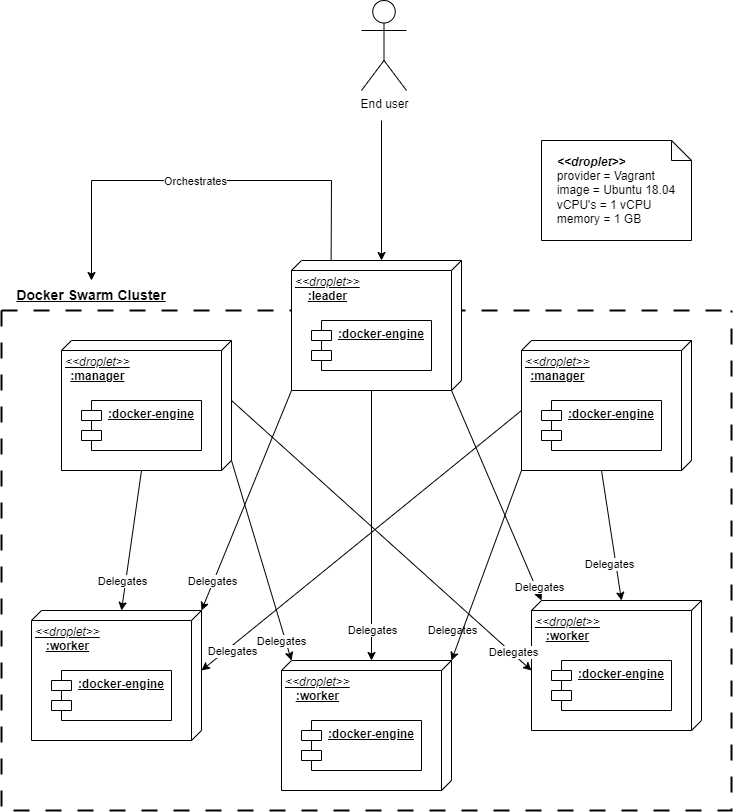 End user
<<droplet>>
provider = Vagrant
image = Ubuntu 18.04
vCPU's = 1 vCPU
memory = 1 GB
Orchestrates
Docker Swarm Cluster
<<droplet>>
:leader
:docker-engine
<<droplet>>
:manager
:docker-engine
<<droplet>>
:manager
:docker-engine
Delegates
Delegates
Delegates
Delegates
Delegates
Delegates
Delegates
Delegates
Delegates
<<droplet>>
:worker
:docker-engine
<<droplet>>
:worker
:docker-engine
<<droplet>>
:worker
:docker-engine